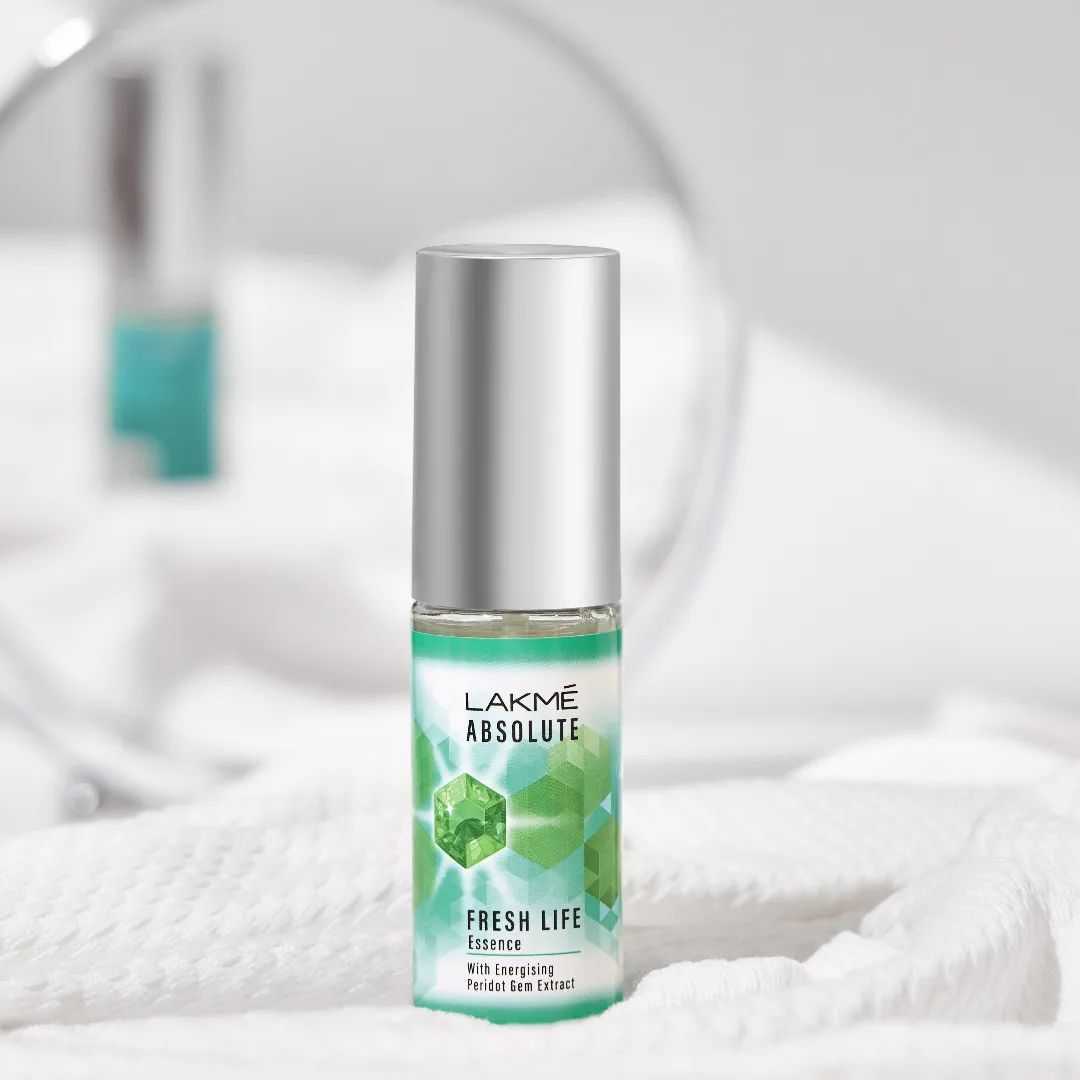 LAKMÉ
ABSOLUTE
FRESH LIFE
Essence
With Energising
Peridot Gem Extract